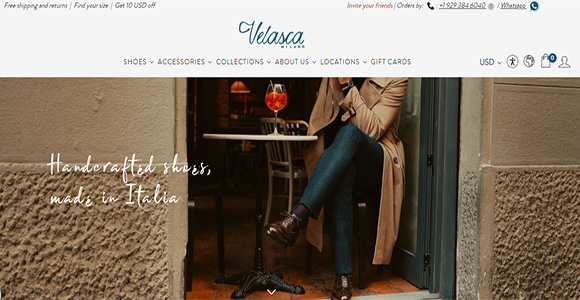 Free shipping and returns | Find your size | Get 10 USD off
Invite your friends | Orders by: : +1 929 384 6040 / Whatsapp
Velasca
MILANO
SHOES ACCESSORIES COLLECTIONS ABOUT US LOCATIONS GIFT CARDS
USD
0
Handcrafted shoes,
made in Italia